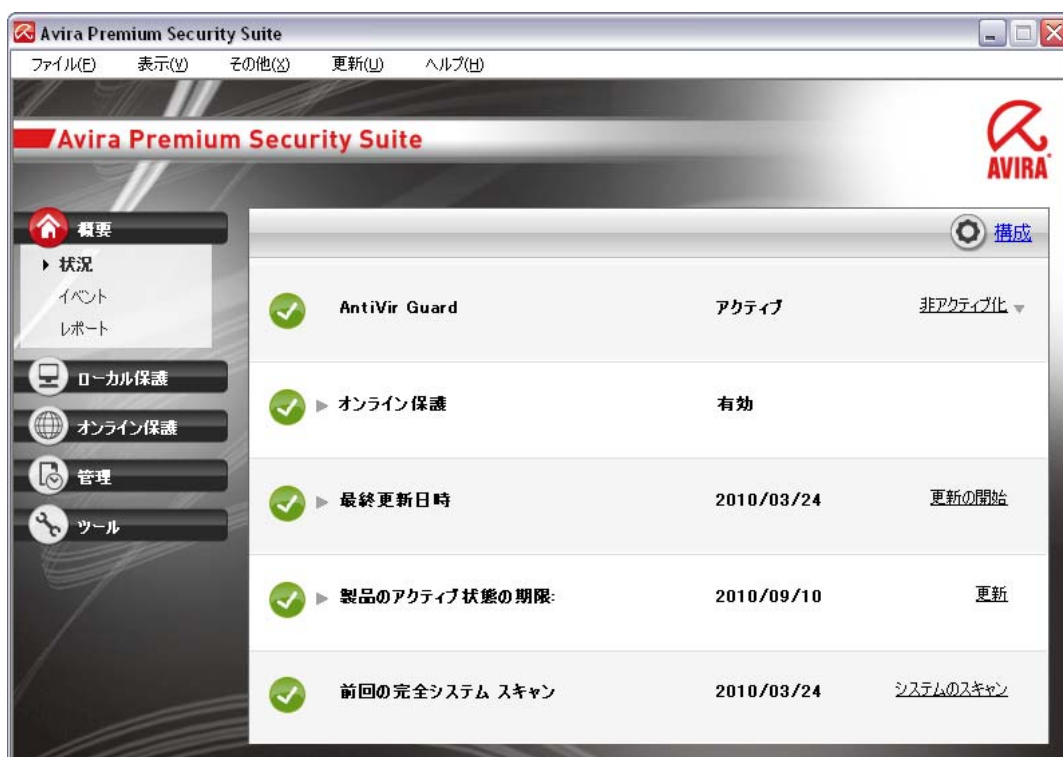 Avira Premium Security Suite
ファイル(F) 表示(V) その他(X) 更新(U) ヘルプ(H)
Avira Premium Security Suite
AVIRA
概要
状況
イベント
レポート
ローカル保護
オンライン保護
管理
ツール
構成
AntiVir Guard アクティブ 非アクティブ化
オンライン保護 有効
最終更新日時 2010/03/24 更新の開始
製品のアクティブ状態の期限: 2010/09/10 更新
前回の完全システム スキャン 2010/03/24 システムのスキャン